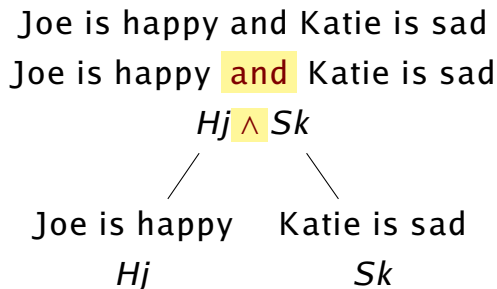 Joe is happy and Katie is sad
Joe is happy and Katie is sad
Hj ∧ Sk
Joe is happy Katie is sad
Hj Sk